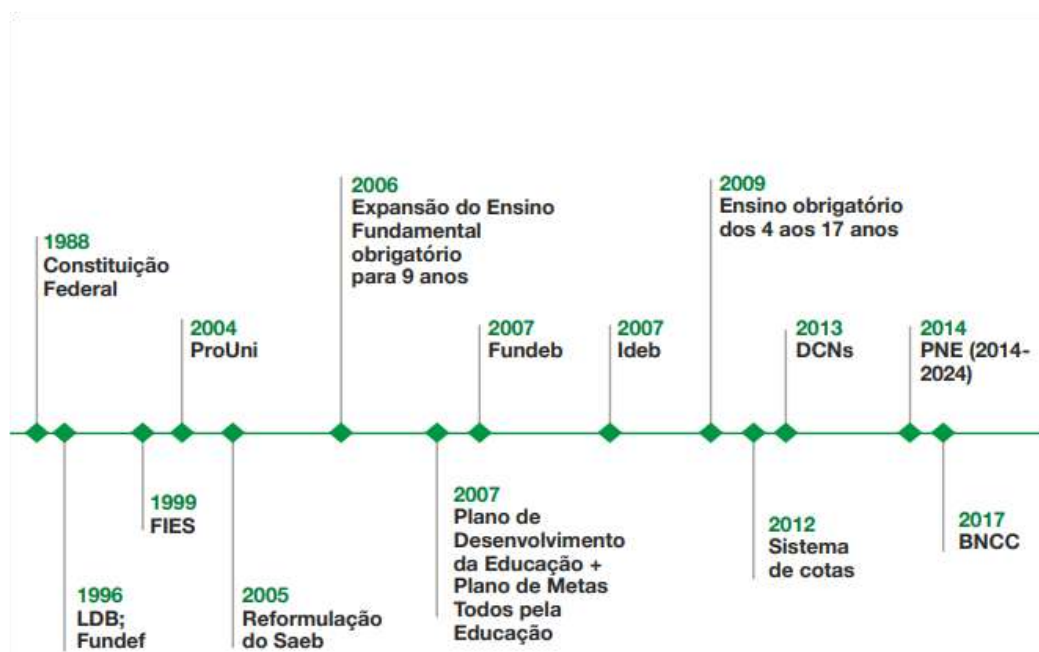 1988
Constituição
Federal
1996
LDB;
Fundef
1999
FIES
2004
ProUni
2005
Reformulação
do Saeb
2006
Expansão do Ensino
Fundamental
obrigatório
para 9 anos
2007
Plano de
Desenvolvimento
da Educação +
Plano de Metas
Todos pela
Educação
2007
Fundeb
2007
Ideb
2009
Ensino obrigatório
dos 4 aos 17 anos
2012
Sistema
de cotas
2013
DCNs
2014
PNE (2014-
2024)
2017
BNCC